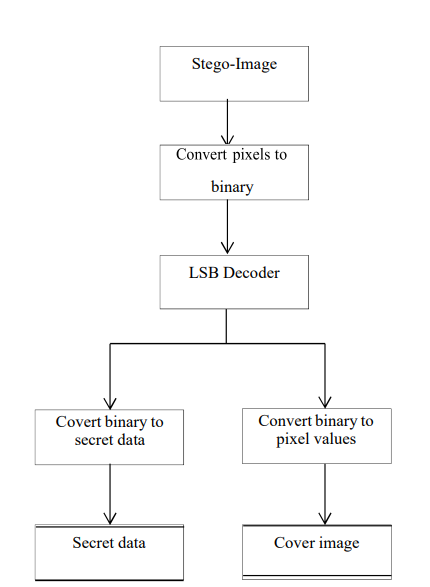 Stego-Image
Convert pixels to
binary
LSB Decoder
Covert binary to
secret data
Convert binary to
pixel values
Secret data
Cover image